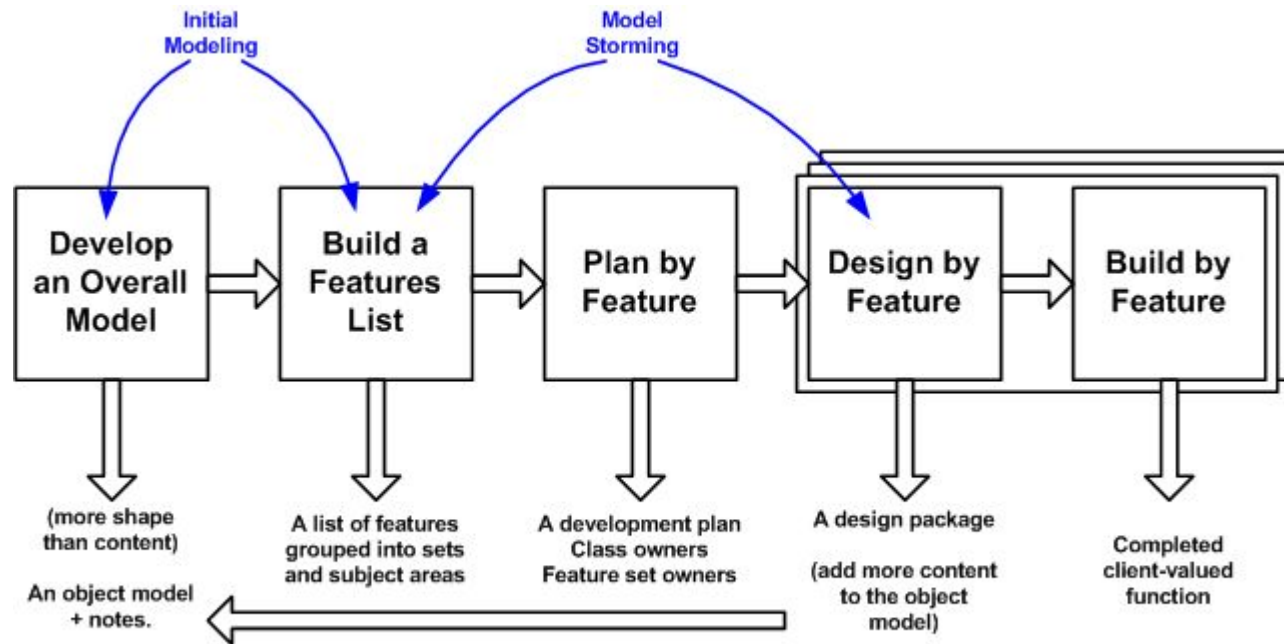 Initial
Modeling
Model
Storming
Develop
an Overall
Model
Build a
Features
List
Plan by
Feature
Design by
Feature
Build by
Feature
(more shape
than content)
An object model
+ notes.
A list of features
grouped into sets
and subject areas
A development plan
Class owners
Feature set owners
A design package
(add more content
to the object
model)
Completed
client-valued
function